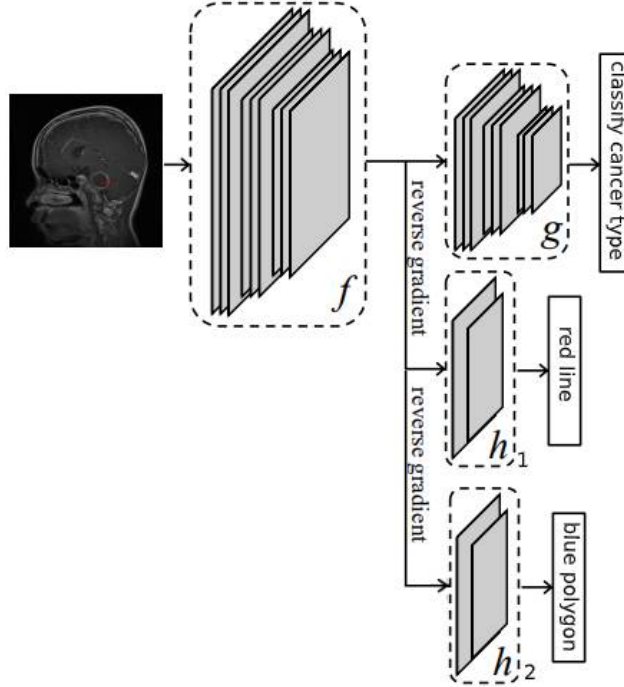 f
reverse gradient
reverse gradient
g
classify cancer type
h1
red line
h2
blue polygon